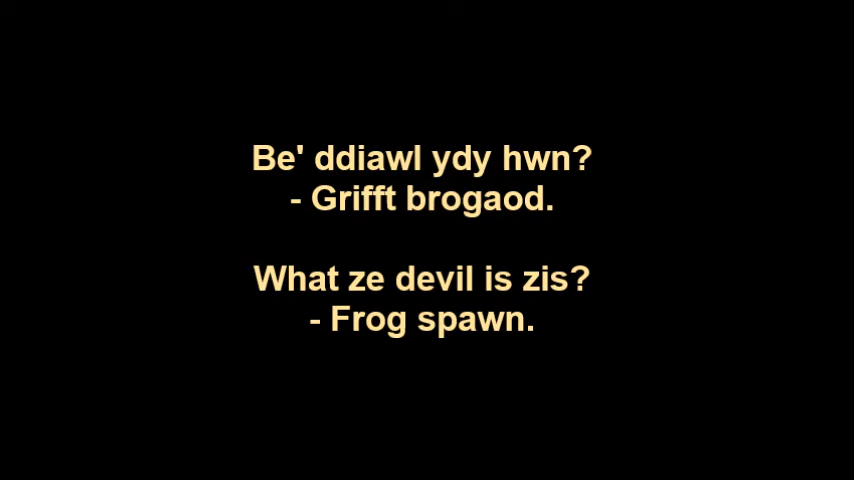 Be' ddiawl ydy hwn?
- Grifft brogaod.
What ze devil is zis?
- Frog spawn.